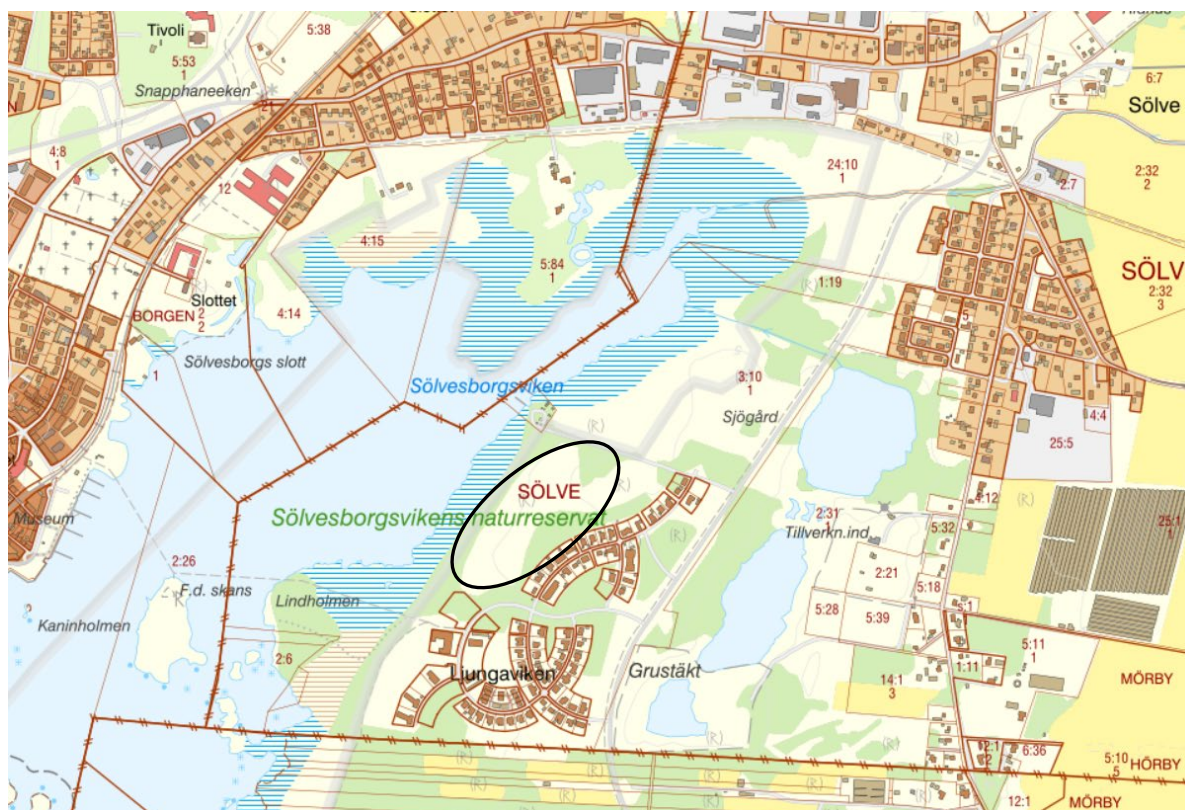 Tivoli
5:38
5:53
1
Snapphaneeken
6:7
Sölve
4:8
1
12
24:10
1
2:7
2:32
2
4:15
5:84
1
1:19
SÖLV
2:32
3
Slottet
BORGEN 2
2
4:14
5
Sölvesborgs slott
1
Sölvesborgsviken
3:10
1
Sjögård
4:4
25:5
(R)
SÖLVE
Sölvesborgsvikens naturreservat
4:12
Museum
2:31
1
5:32
25:1
1
Tillverkn.ind
2:26
F.d. skans
2:21
Lindholmen
5:18
Kaninholmen
5:28
5:39
s:1
2:6
5:11
1
1:11
Ljungaviken
Grustäkt
14:1
3
MÖRBY
6:36
5:10
5
HÖRBY
12:1
MÖRBY